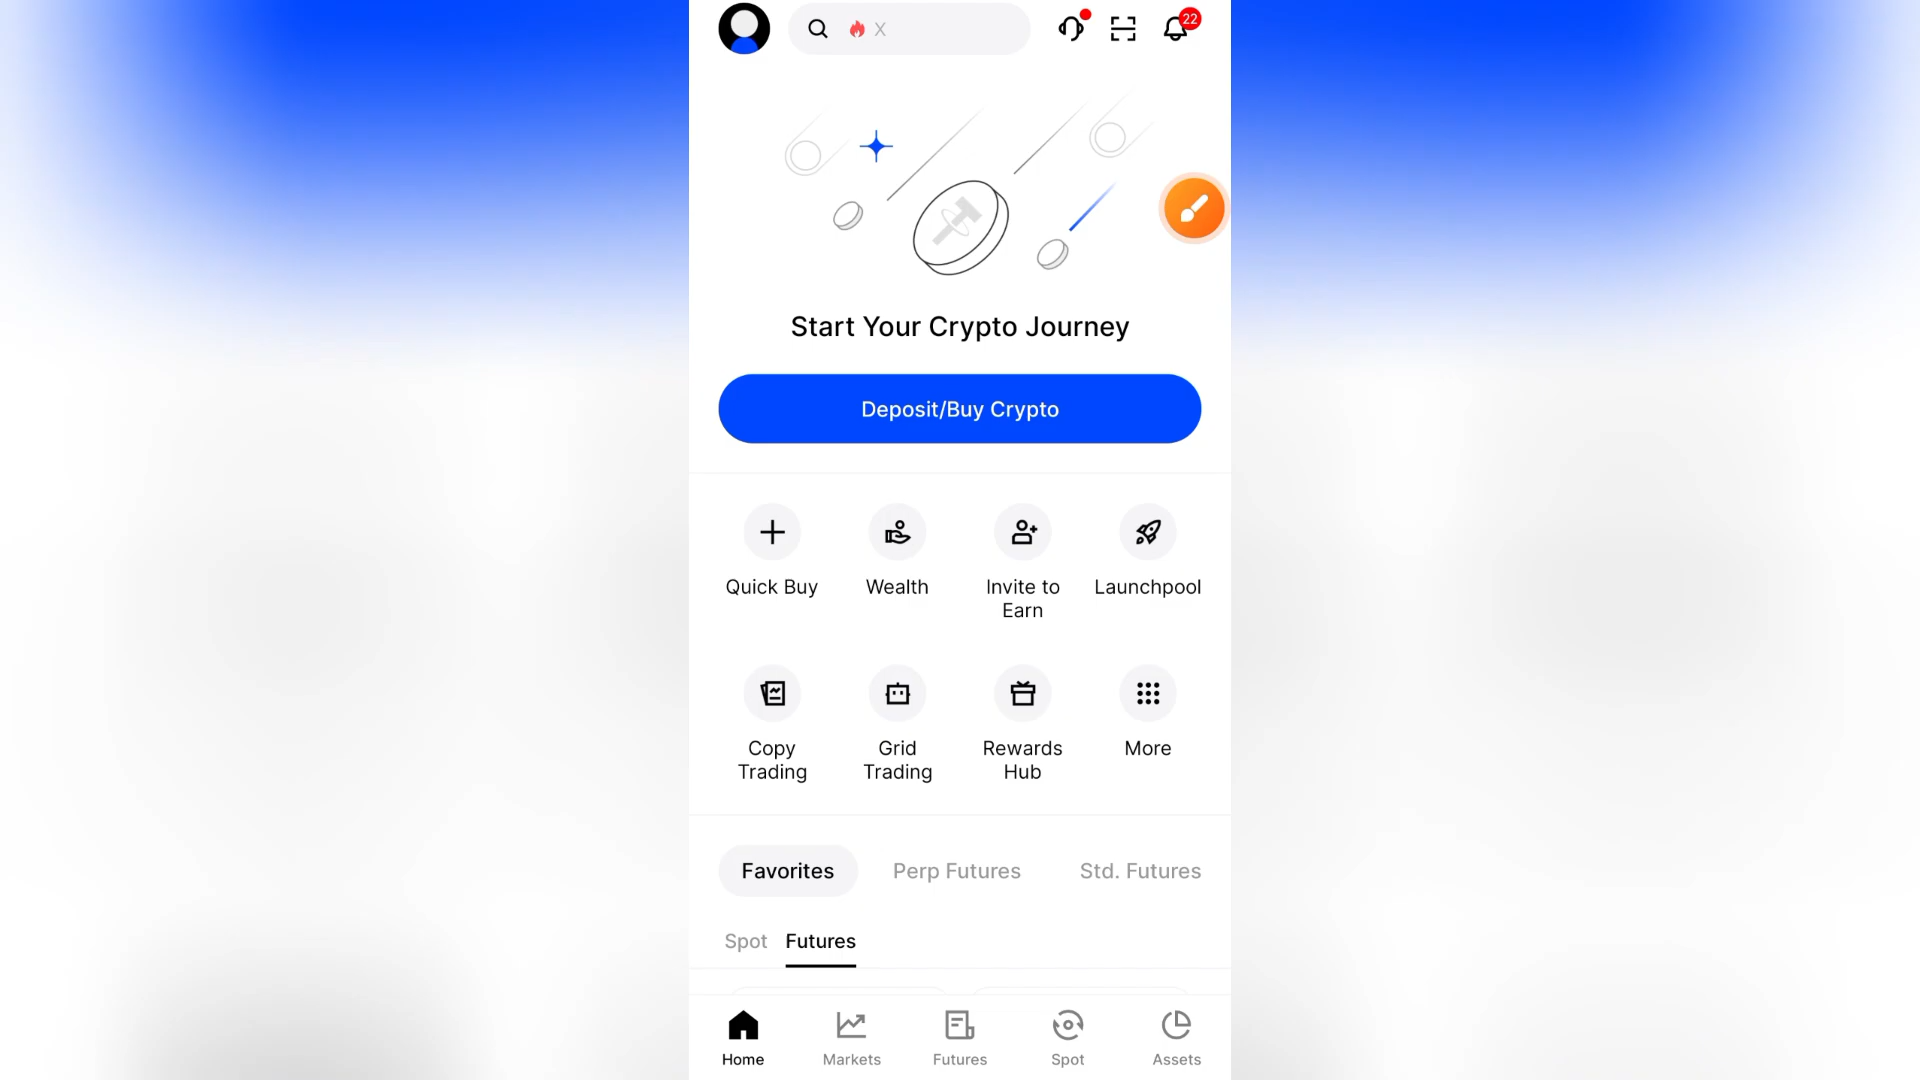 X
22
Start Your Crypto Journey
Deposit/Buy Crypto
Quick Buy
Wealth
Invite to
Earn
Launchpool
Copy
Trading
Grid
Trading
Rewards
Hub
More
Favorites
Perp Futures
Std. Futures
Spot
Futures
Home
Markets
Futures
Spot
Assets